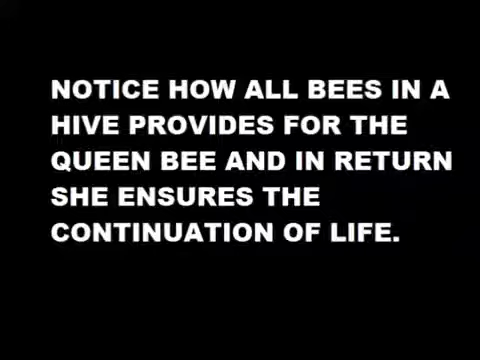 NOTICE HOW ALL BEES IN A
HIVE PROVIDES FOR THE
QUEEN BEE AND IN RETURN
SHE ENSURES THE
CONTINUATION OF LIFE.